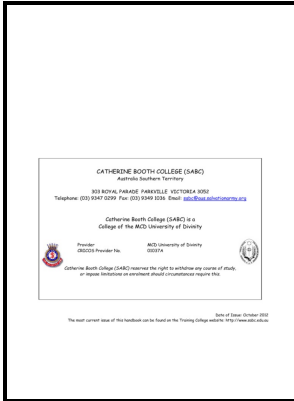 CATHERINE BOOTH COLLEGE (SABC)
Australia Southern Territory
303 ROYAL PARADE PARKVILLE VICTORIA 3052
Telephone: (03) 9347 0299 Fax: (03) 9349 1036 Email: sabc@aus.salvationarmy.org
Catherine Booth College (SABC) is a
College of the MCD University of Divinity
Provider MCD University of Divinity
CRICOS Provider No. 01037A
Catherine Booth College (SABC) reserves the right to withdraw any course of study,
or impose limitations on enrolment should circumstances require this.
Date of Issue: October 2012
The most current issue of this handbook can be found on the Training College website: http://www.sabc.edu.au